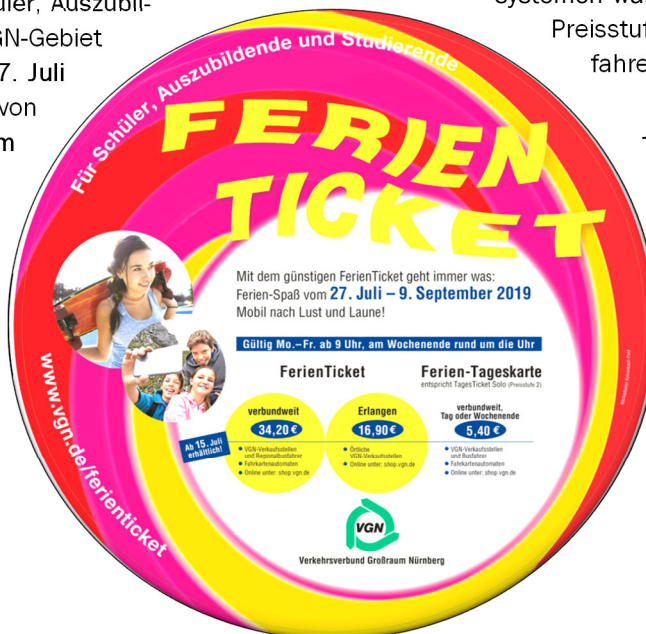 üler, Auszubil-
GN-Gebiet
7. Juli
von
m
systemen wa
Preisstuf
fahre
Für Schüler, Auszubildende und Studierende
FERIEN
TICKET
Mit dem günstigen FerienTicket geht immer was:
Ferien-Spaß vom 27. Juli – 9. September 2019
Mobil nach Lust und Laune!
Gültig Mo.–Fr. ab 9 Uhr, am Wochenende rund um die Uhr
FerienTicket
verbundweit
34,20 €
• VGN-Verkaufsstellen
und Regionalbusfahrer
• Fahrkartenautomaten
• Online unter: shop.vgn.de
Erlangen
16,90 €
• Örtliche
VGN-Verkaufsstellen
• Online unter: shop.vgn.de
Ferien-Tageskarte
entspricht TagesTicket Solo (Preisstufe 2)
verbundweit,
Tag oder Wochenende
5,40 €
• VGN-Verkaufsstellen
und Busfahrer
• Fahrkartenautomaten
• Online unter: shop.vgn.de
Ab 15. Juli
erhältlich!
www.vgn.de/ferienticket
VGN
Verkehrsverbund Großraum Nürnberg